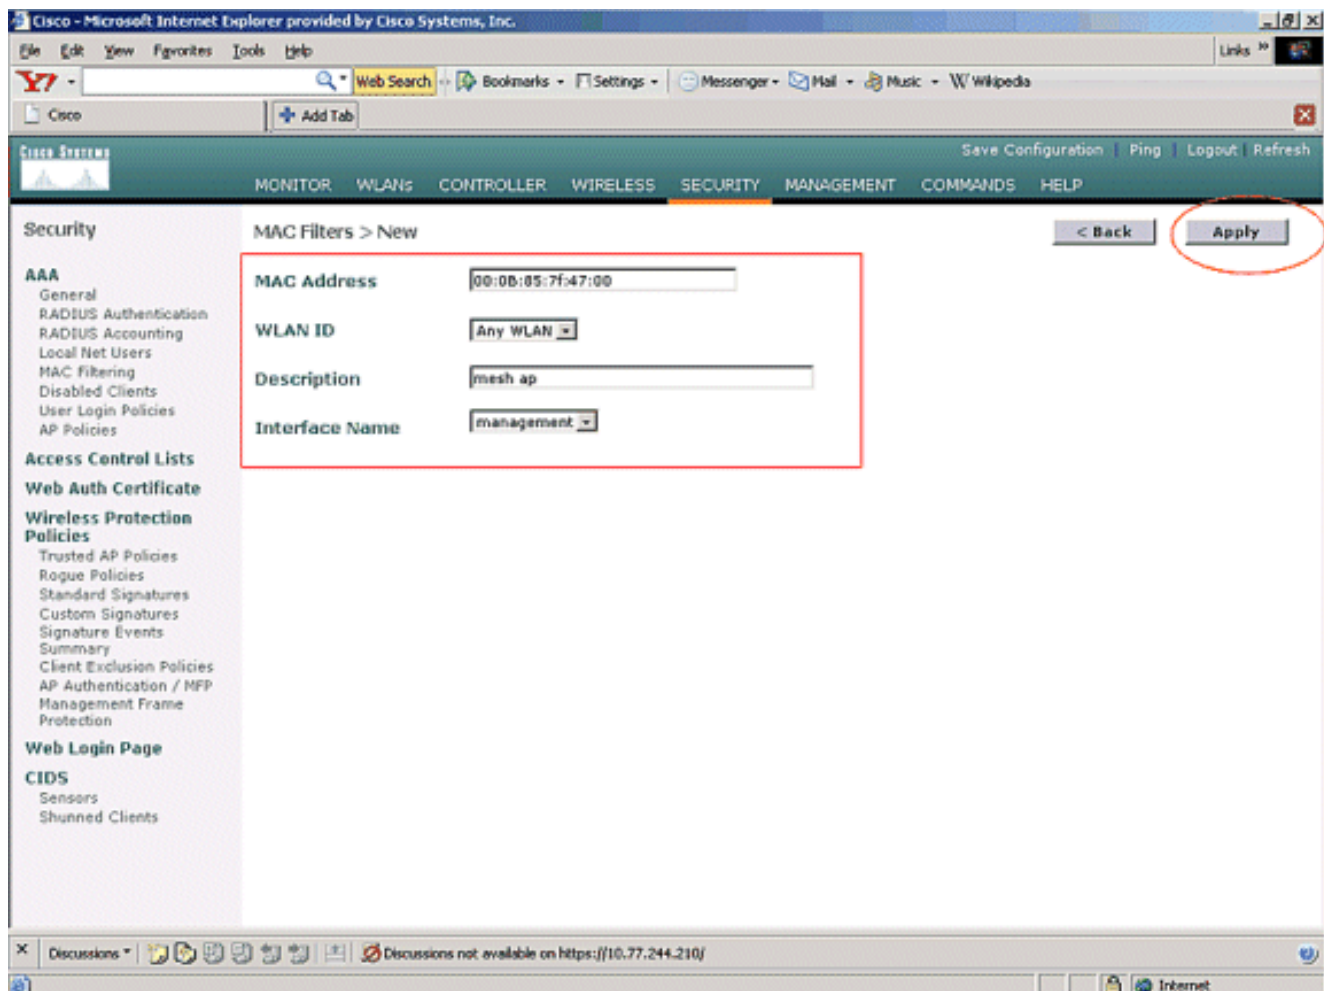 Cisco - Microsoft Internet Explorer provided by Cisco Systems, Inc.
File Edit View Favorites Tools Help Links »
Y7 - Web Search Bookmarks Settings Messenger Mail Music W Wikipedia
Cisco Add Tab
Cisco Systems
Save Configuration | Ping | Logout | Refresh
MONITOR WLANs CONTROLLER WIRELESS SECURITY MANAGEMENT COMMANDS HELP
Security
MAC Filters > New
< Back
Apply
AAA
General
RADIUS Authentication
RADIUS Accounting
Local Net Users
MAC Filtering
Disabled Clients
User Login Policies
AP Policies
Access Control Lists
Web Auth Certificate
Wireless Protection
Policies
Trusted AP Policies
Rogue Policies
Standard Signatures
Custom Signatures
Signature Events
Summary
Client Exclusion Policies
AP Authentication / MFP
Management Frame
Protection
Web Login Page
CIDS
Sensors
Shunned Clients
MAC Address 00:0B:85:7f:47:00
WLAN ID Any WLAN
Description mesh ap
Interface Name management
Discussions Discussions not available on https://10.77.244.210/
Internet